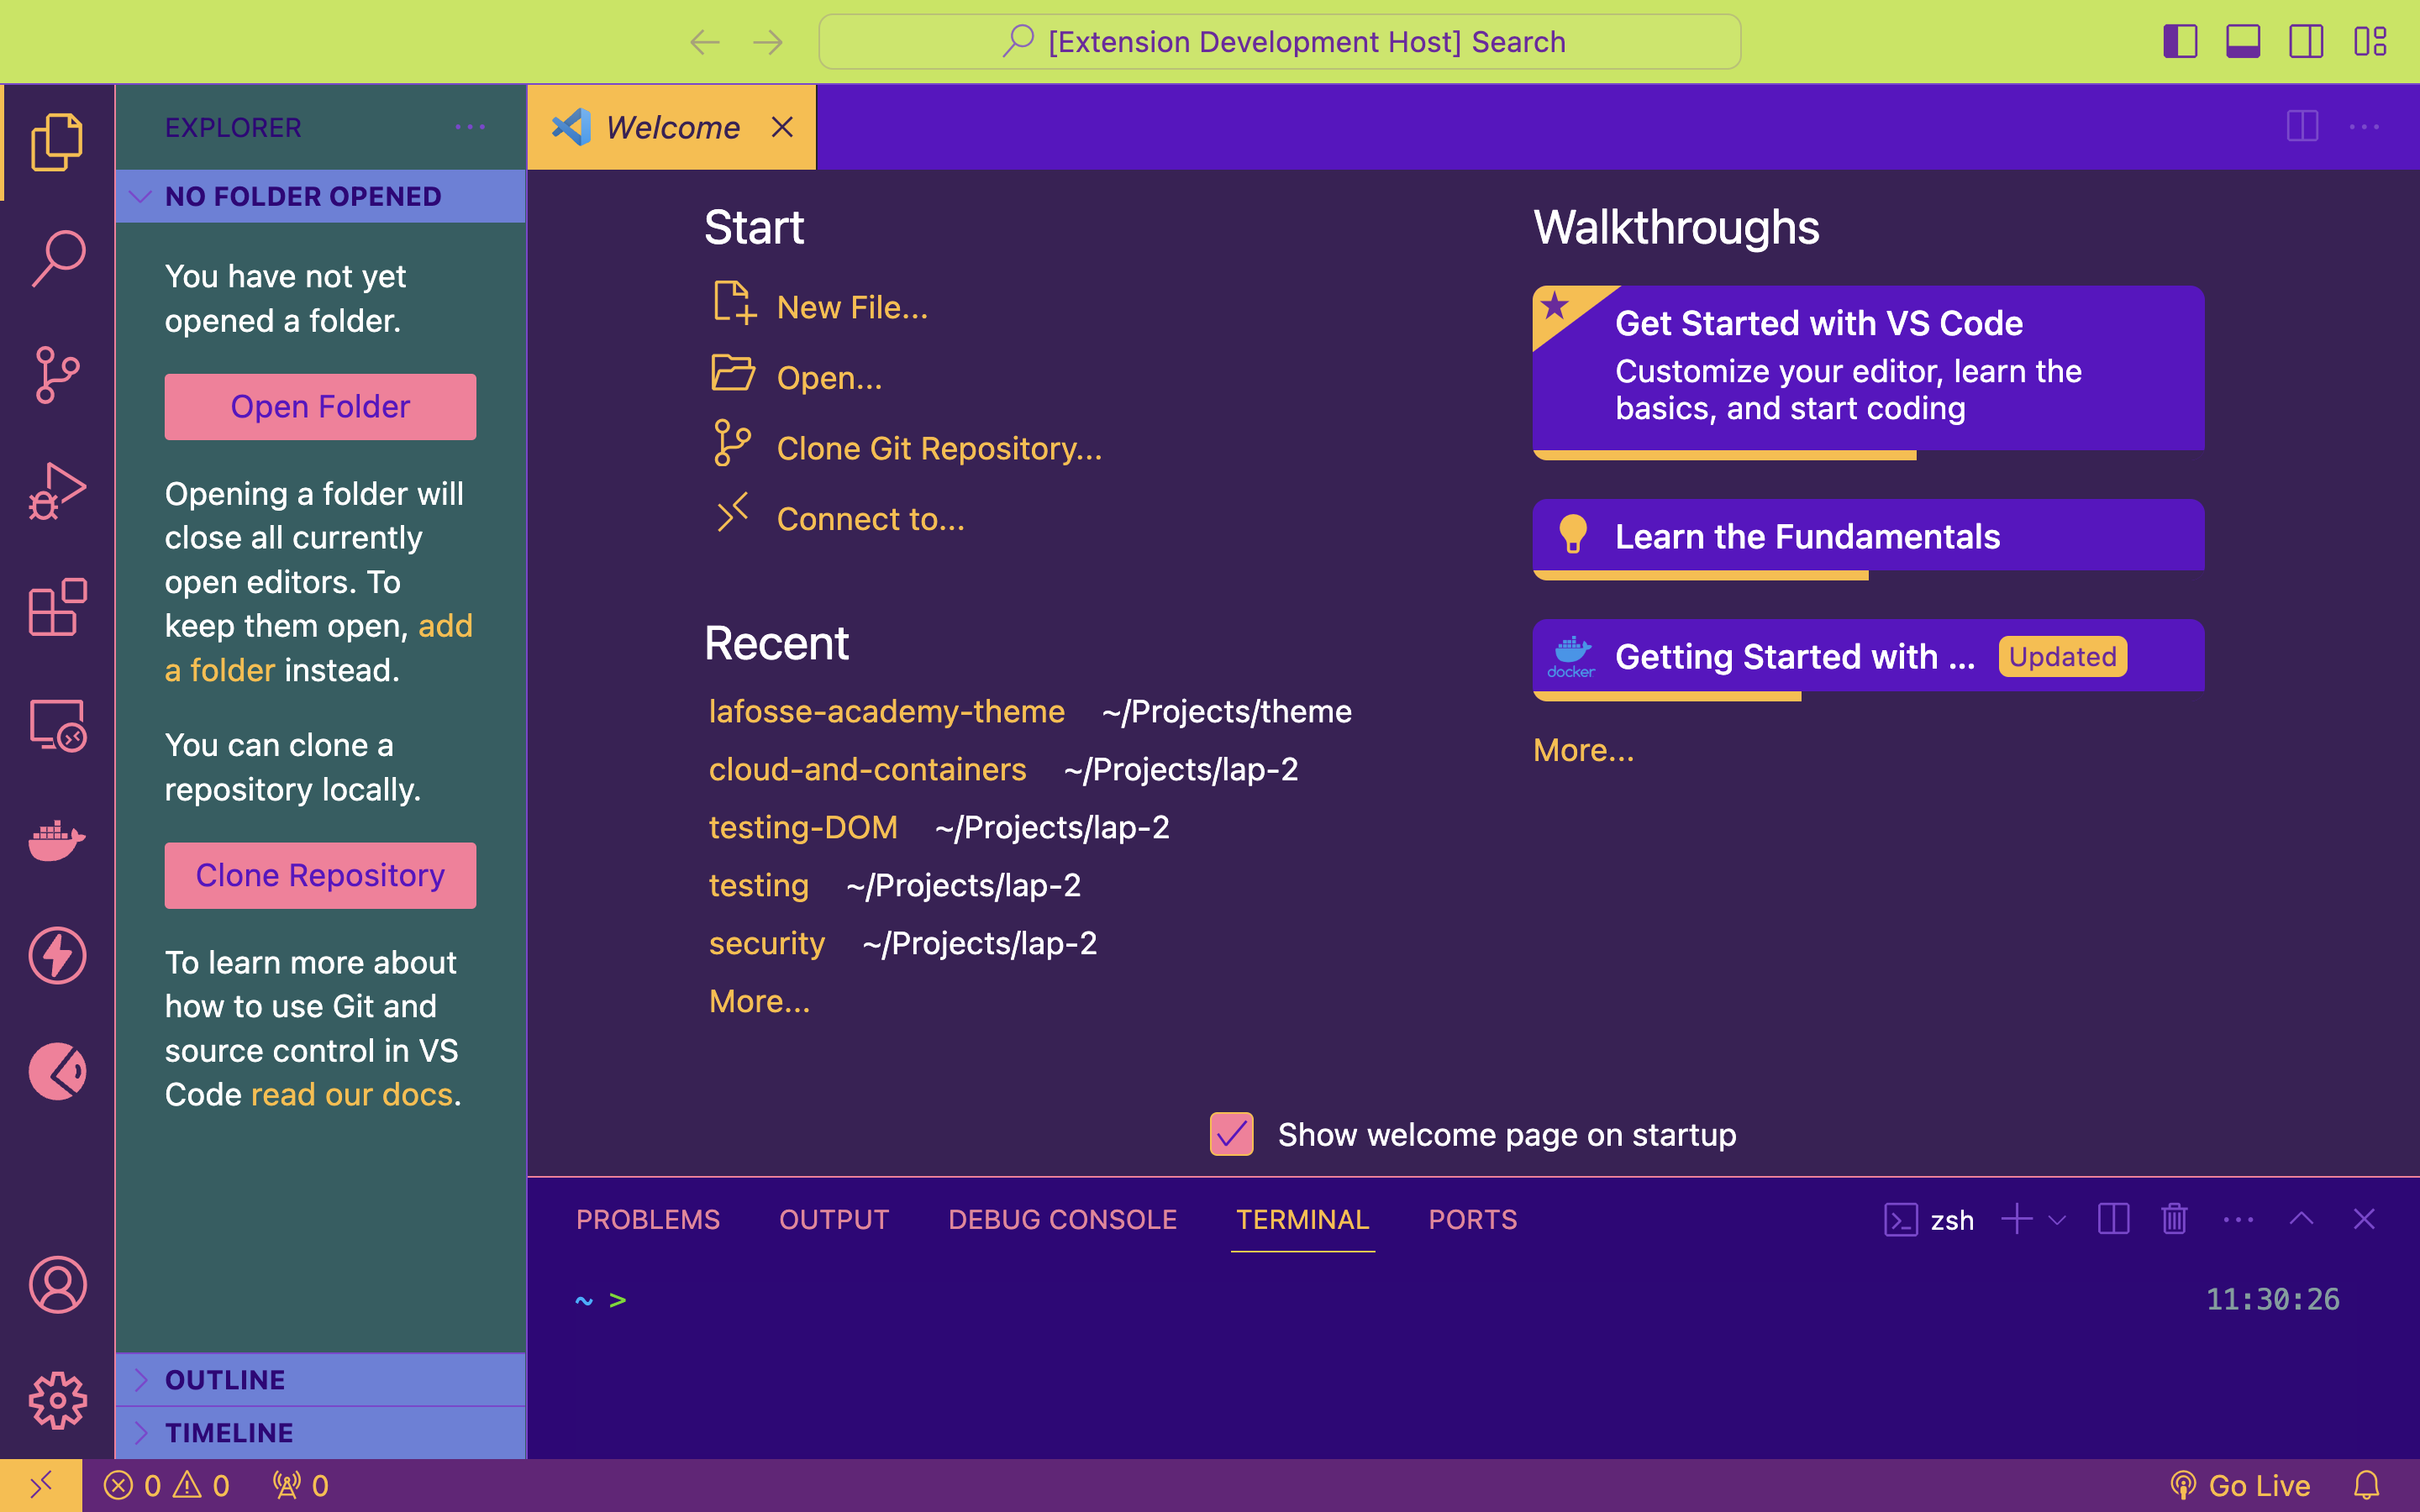 [Extension Development Host] Search
EXPLORER
NO FOLDER OPENED
You have not yet
opened a folder.
Open Folder
Opening a folder will
close all currently
open editors. To
keep them open, add
a folder instead.
You can clone a
repository locally.
Clone Repository
To learn more about
how to use Git and
source control in VS
Code read our docs.
OUTLINE
TIMELINE
Welcome
Start
New File...
Open...
Clone Git Repository...
Connect to...
Recent
lafosse-academy-theme ~/Projects/theme
cloud-and-containers ~/Projects/lap-2
testing-DOM ~/Projects/lap-2
testing ~/Projects/lap-2
security ~/Projects/lap-2
More...
Walkthroughs
Get Started with VS Code
Customize your editor, learn the
basics, and start coding
Learn the Fundamentals
docker
Getting Started with ... Updated
More...
Show welcome page on startup
PROBLEMS OUTPUT DEBUG CONSOLE TERMINAL PORTS
zsh
~ >
11:30:26
0 0 0
Go Live